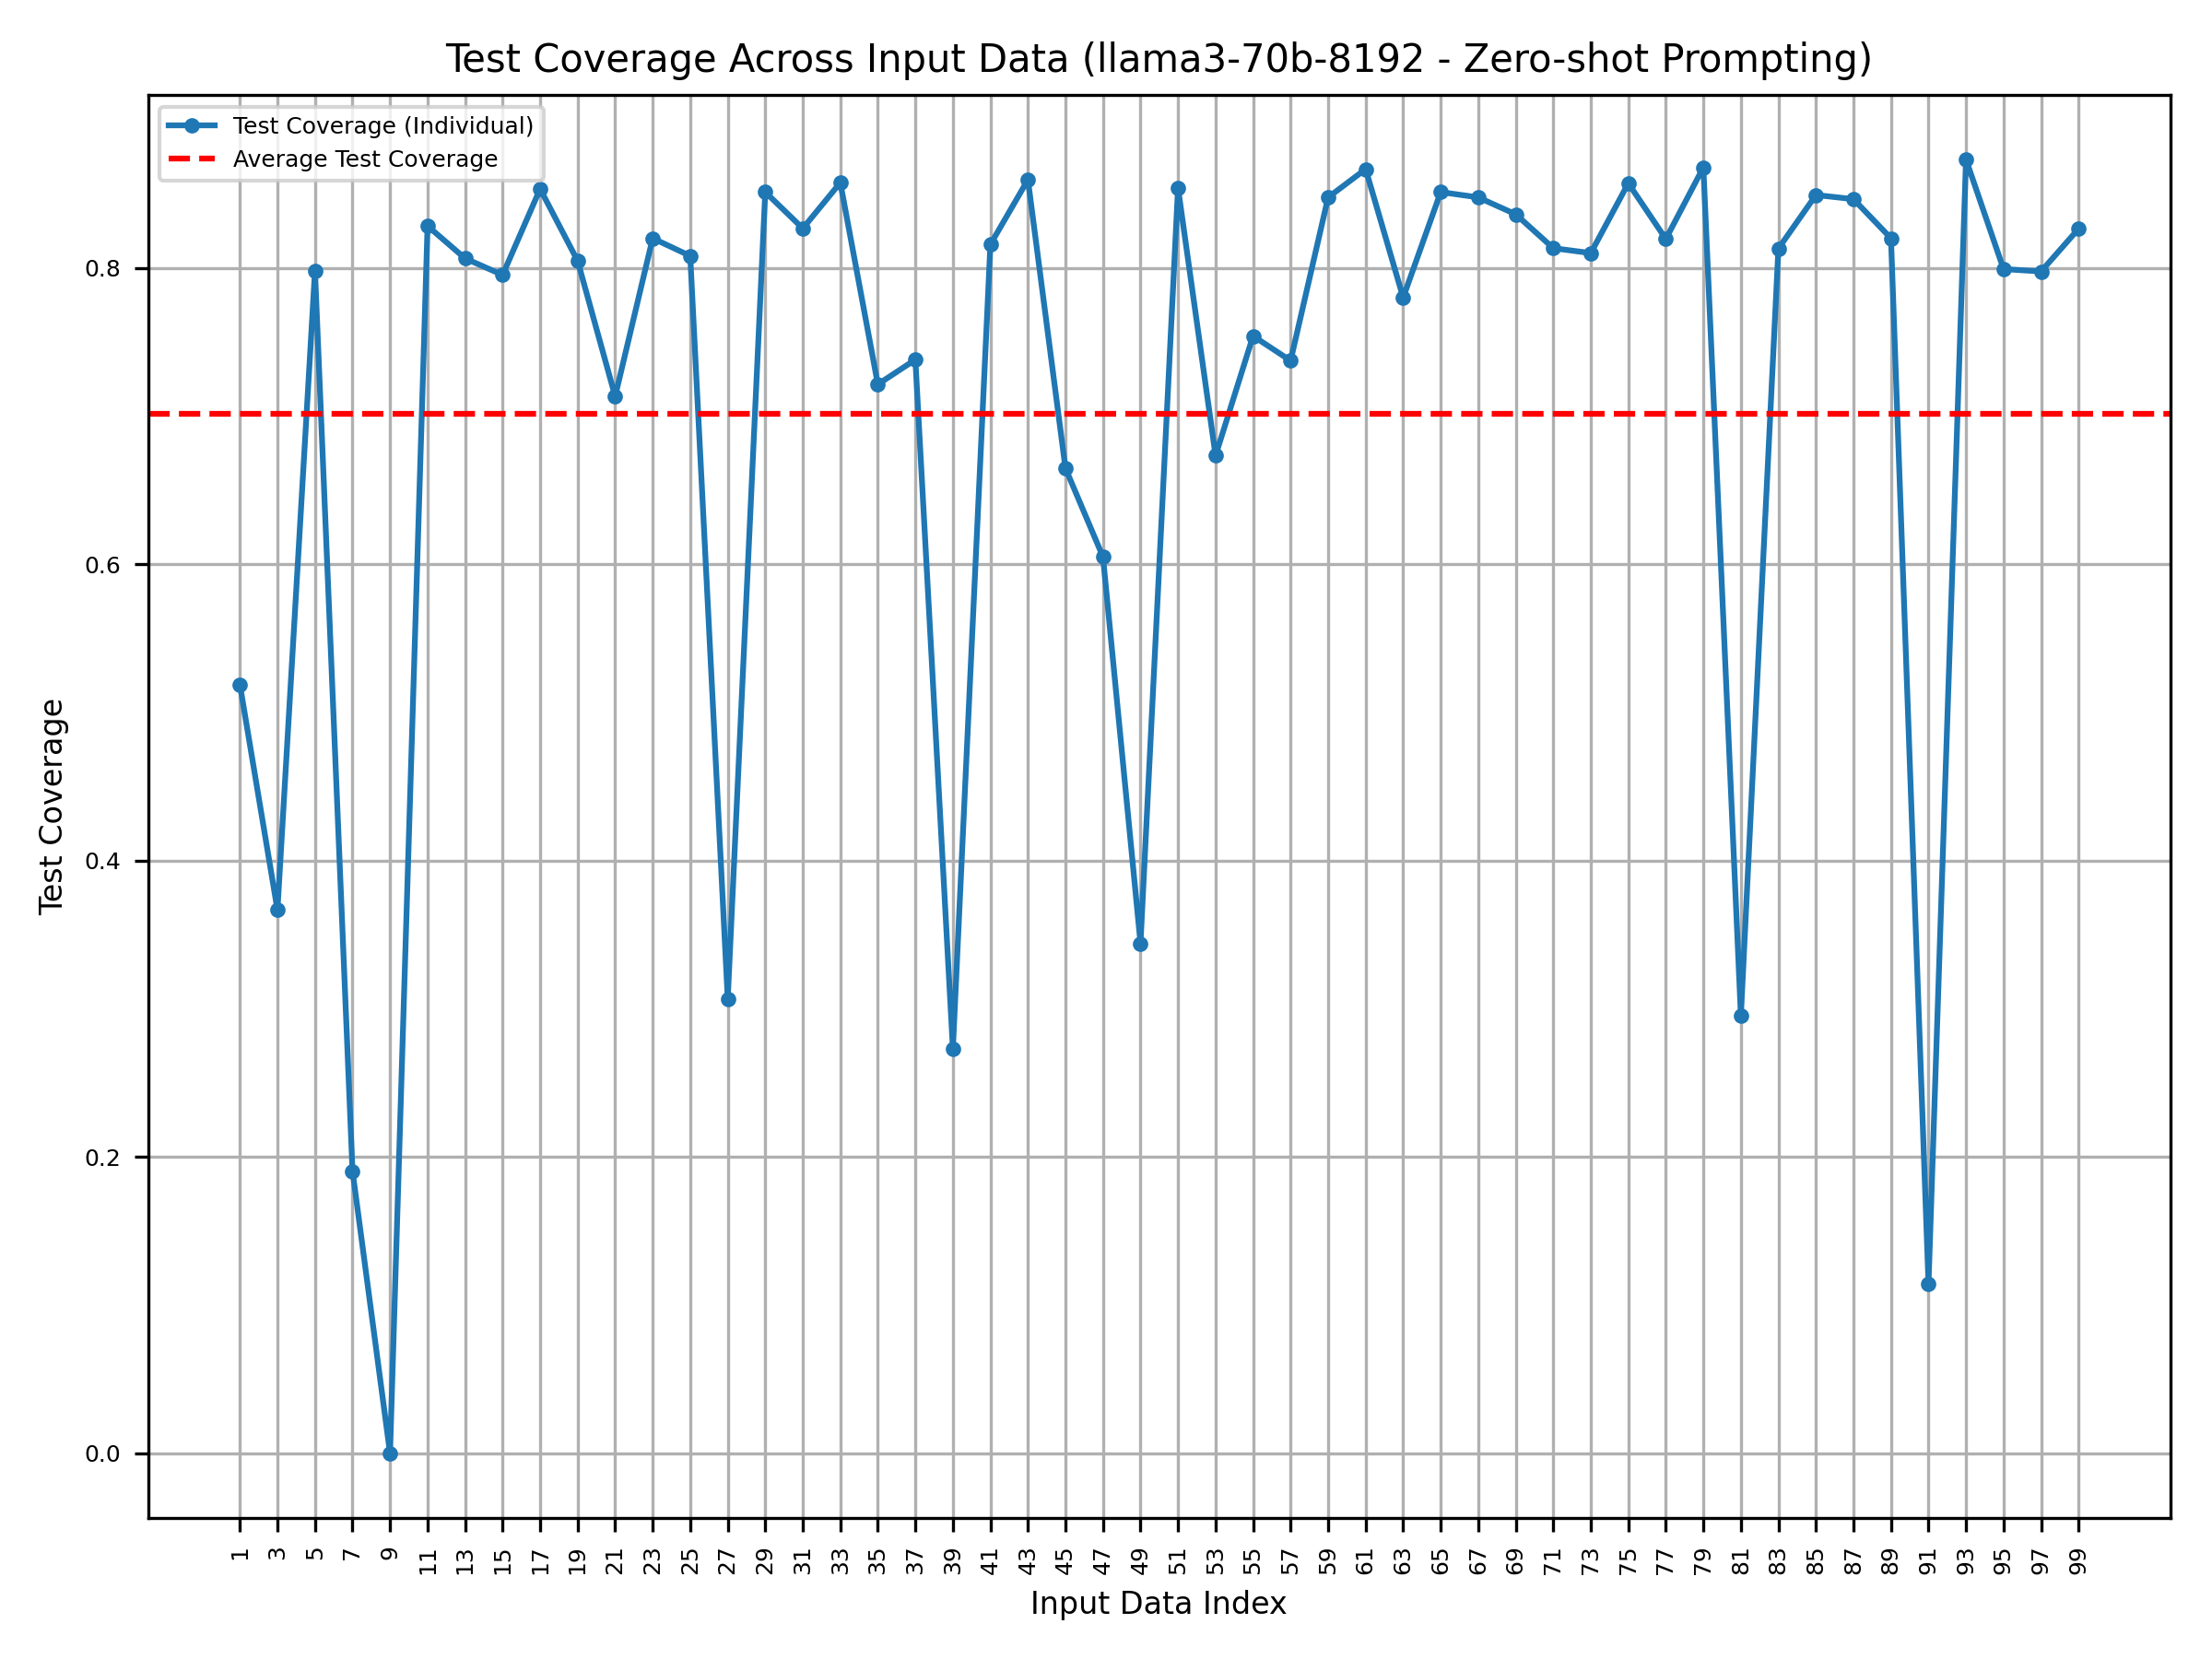 Test Coverage Across Input Data (llama3-70b-8192 - Zero-shot Prompting)
Test Coverage (Individual)
Average Test Coverage
Test Coverage
0.8
0.6
0.4
0.2
0.0
1 3 5 7 9 11 13 15 17 19 21 23 25 27 29 31 33 35 37 39 41 43 45 47 49 51 53 55 57 59 61 63 65 67 69 71 73 75 77 79 81 83 85 87 89 91 93 95 97 99
Input Data Index